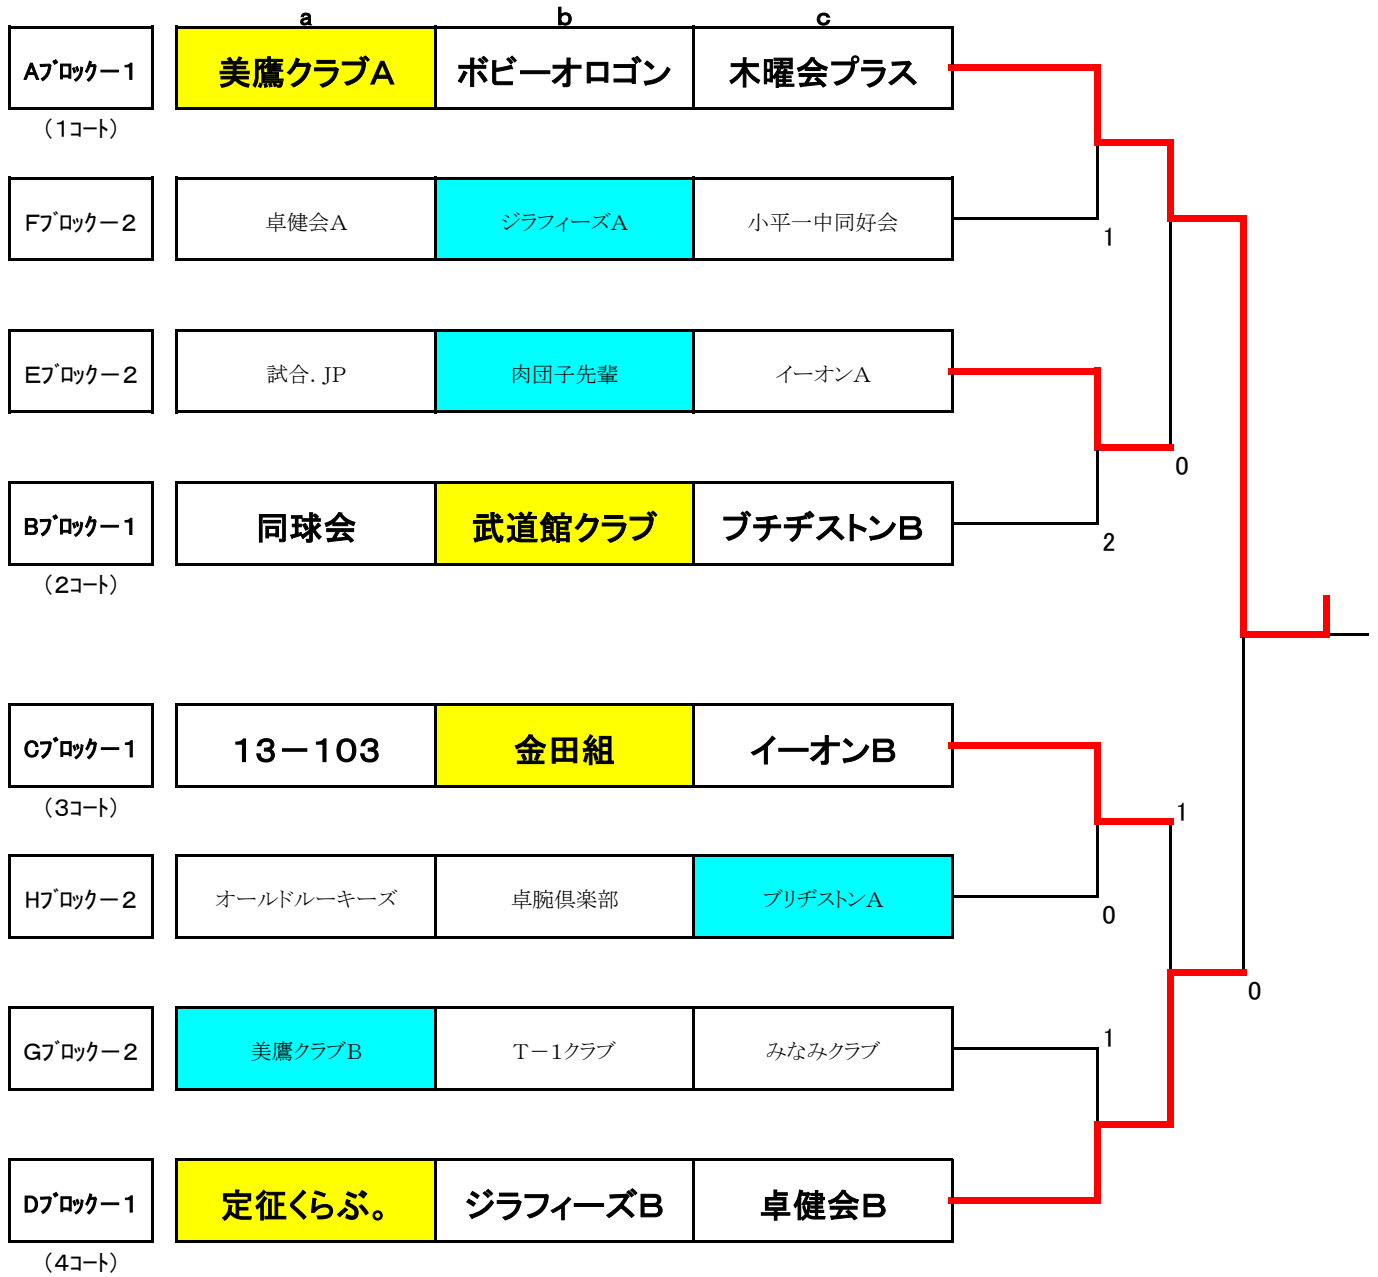 a b c
Aブロックー1 美鷹クラブA ボビーオロゴン 木曜会プラス
（1コート）
Fブロックー2 卓健会A ジラフィーズA 小平一中同好会
1
Eブロックー2 試合．JP 肉団子先輩 イーオンA
0
Bブロックー1 同球会 武道館クラブ ブチヂストンB
2
（2コート）
Cブロックー1 13－103 金田組 イーオンB
（3コート）
1
Hブロックー2 オールドルーキーズ 卓腕倶楽部 ブリヂストンA
0
0
Gブロックー2 美鷹クラブB T－1クラブ みなみクラブ
1
Dブロックー1 定征くらぶ。 ジラフィーズB 卓健会B
（4コート）